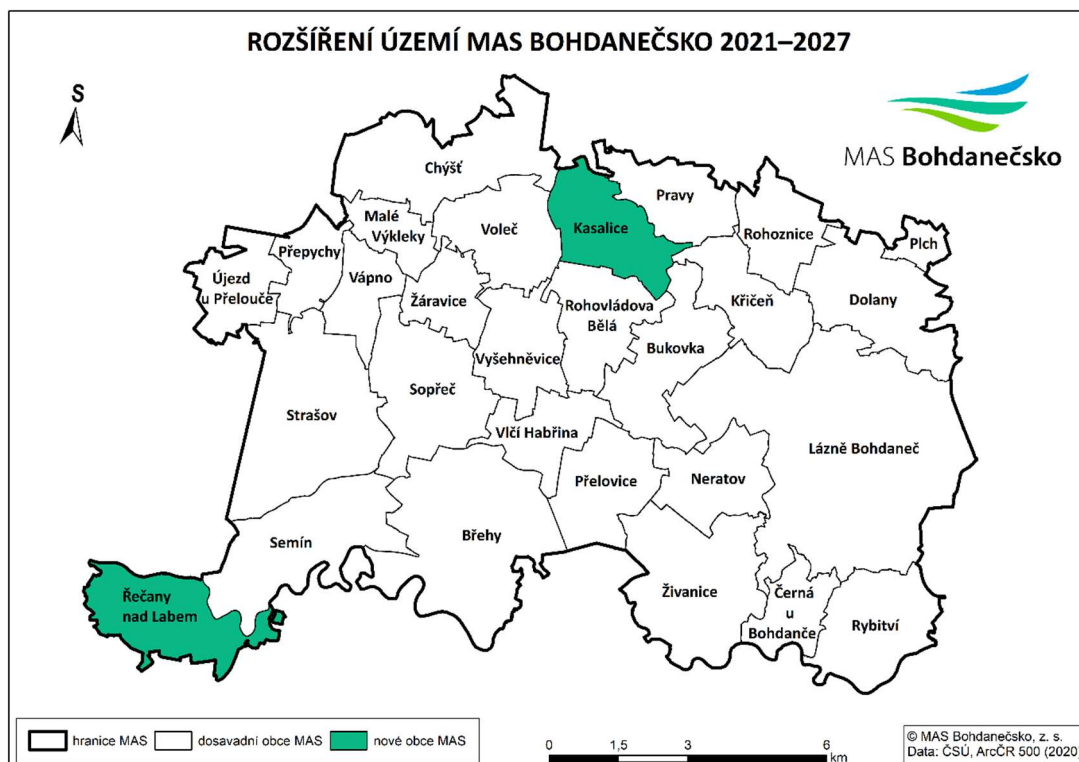 ROZŠÍŘENÍ ÚZEMÍ MAS BOHDANEČSKO 2021–2027
S
MAS Bohdanečsko
Chýšť
Pravy
Malé
Výkleky
Voleč
Kasalice
Rohoznice
Plch
Přepychy
Újezd
u Přelouče
Vápno
Žáravice
Rohovládova
Bělá
Křičeň
Dolany
Vyšehněvice
Bukovka
Sopřeč
Strašov
Vlčí Habřina
Lázně Bohdaneč
Přelovice
Neratov
Semín
Břehy
Živanice
Černá
u
Bohdanče
Rybitví
Řečany
nad Labem
hranice MAS
dosavadní obce MAS
nové obce MAS
0 1,5 3 6
km
© MAS Bohdanečsko, z. s.
Data: ČSÚ, ArcČR 500 (2020)